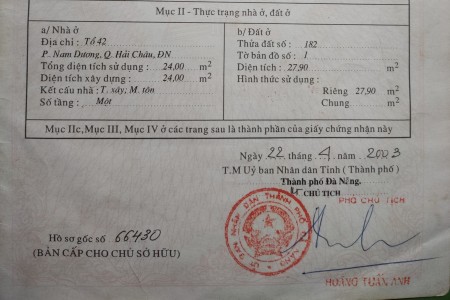 Mục II - Thực trạng nhà ở, đất ở
a/ Nhà ở
Địa chỉ : Tổ 42
P. Nam Dương, Q. Hải Châu, ĐN
Tổng diện tích sử dụng : 24,00 m2
Diện tích xây dựng : 24,00 m2
Kết cấu nhà : T. xây; M. tôn
Số tầng : Một
b/ Đất ở
Thửa đất số : 182
Tờ bản đồ số : 1
Diện tích : 27,90 m2
Hình thức sử dụng :
Riêng 27,90 m2
Chung m2
Mục IIc, Mục III, Mục IV ở các trang sau là thành phần của giấy chứng nhận này
Ngày 22 tháng 4 năm 2003
T.M Uỷ ban Nhân dân Tỉnh ( Thành phố )
Thành phố Đà Nẵng.
CHỦ TỊCH
PHÓ CHỦ TỊCH
Hồ sơ gốc số 66430
(BẢN CẤP CHO CHỦ SỞ HỮU)
ỦY BAN NHÂN DÂN THÀNH PHỐ
HOÀNG TUẤN ANH